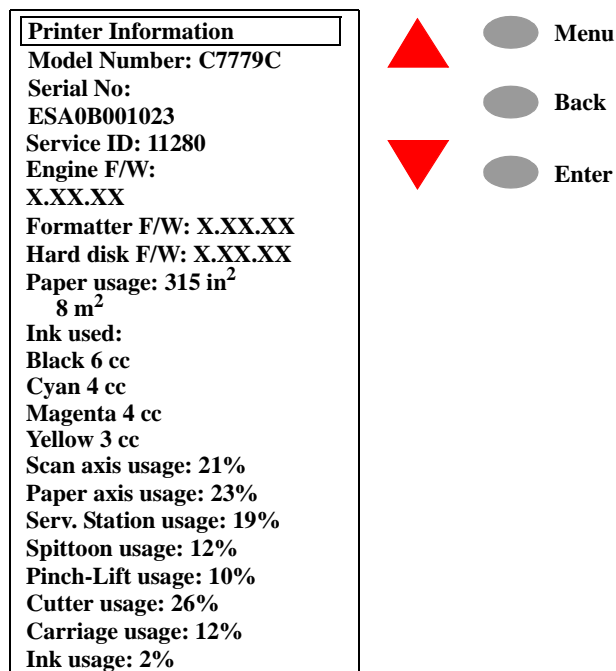 Printer Information
Model Number: C7779C
Serial No:
ESA0B001023
Service ID: 11280
Engine F/W:
X.XX.XX
Formatter F/W: X.XX.XX
Hard disk F/W: X.XX.XX
Paper usage: 315 in²
8 m²
Ink used:
Black 6 cc
Cyan 4 cc
Magenta 4 cc
Yellow 3 cc
Scan axis usage: 21%
Paper axis usage: 23%
Serv. Station usage: 19%
Spittoon usage: 12%
Pinch-Lift usage: 10%
Cutter usage: 26%
Carriage usage: 12%
Ink usage: 2%
Menu
Back
Enter